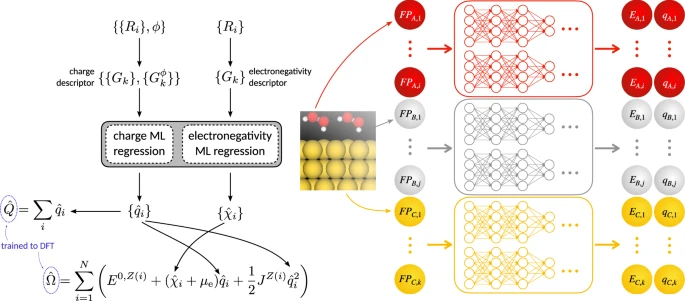 {{R_i}, ϕ} {R_i}
charge descriptor {{G_k}, {G_k^ϕ}} {G_k} electronegativity descriptor
charge ML regression
electronegativity ML regression
{q̂_i} {χ̂_i}
Q̂ = ∑_i q̂_i
trained to DFT
Ω̂ = ∑_{i=1}^{N} ( E^{0,Z(i)} + (χ̂_i + μ_e) q̂_i + 1/2 J^{Z(i)} q̂_i^2 )
FP_{A,1} E_{A,1} q_{A,1}
FP_{A,i} E_{A,i} q_{A,i}
FP_{B,1} E_{B,1} q_{B,1}
FP_{B,j} E_{B,j} q_{B,j}
FP_{C,1} E_{C,1} q_{C,1}
FP_{C,k} E_{C,k} q_{C,k}